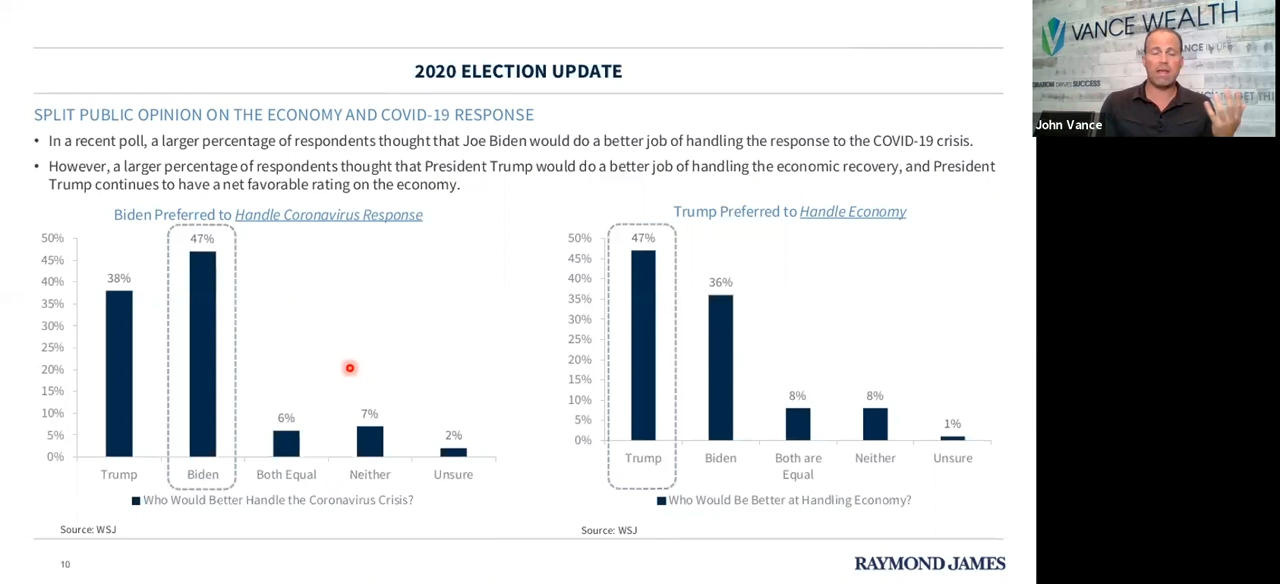 2020 ELECTION UPDATE
SPLIT PUBLIC OPINION ON THE ECONOMY AND COVID-19 RESPONSE
• In a recent poll, a larger percentage of respondents thought that Joe Biden would do a better job of handling the response to the COVID-19 crisis.
• However, a larger percentage of respondents thought that President Trump would do a better job of handling the economic recovery, and President
Trump continues to have a net favorable rating on the economy.
Biden Preferred to Handle Coronavirus Response
50%
45%
40%
35%
30%
25%
20%
15%
10%
5%
0%
38%
47%
6%
7%
2%
Trump
Biden
Both Equal
Neither
Unsure
Who Would Better Handle the Coronavirus Crisis?
Source: WSJ
Trump Preferred to Handle Economy
50%
45%
40%
35%
30%
25%
20%
15%
10%
5%
0%
47%
36%
8%
8%
1%
Trump
Biden
Both are
Equal
Neither
Unsure
Who Would Be Better at Handling Economy?
Source: WSJ
10
RAYMOND JAMES
VANCE WEALTH
SUCCESS
John Vance